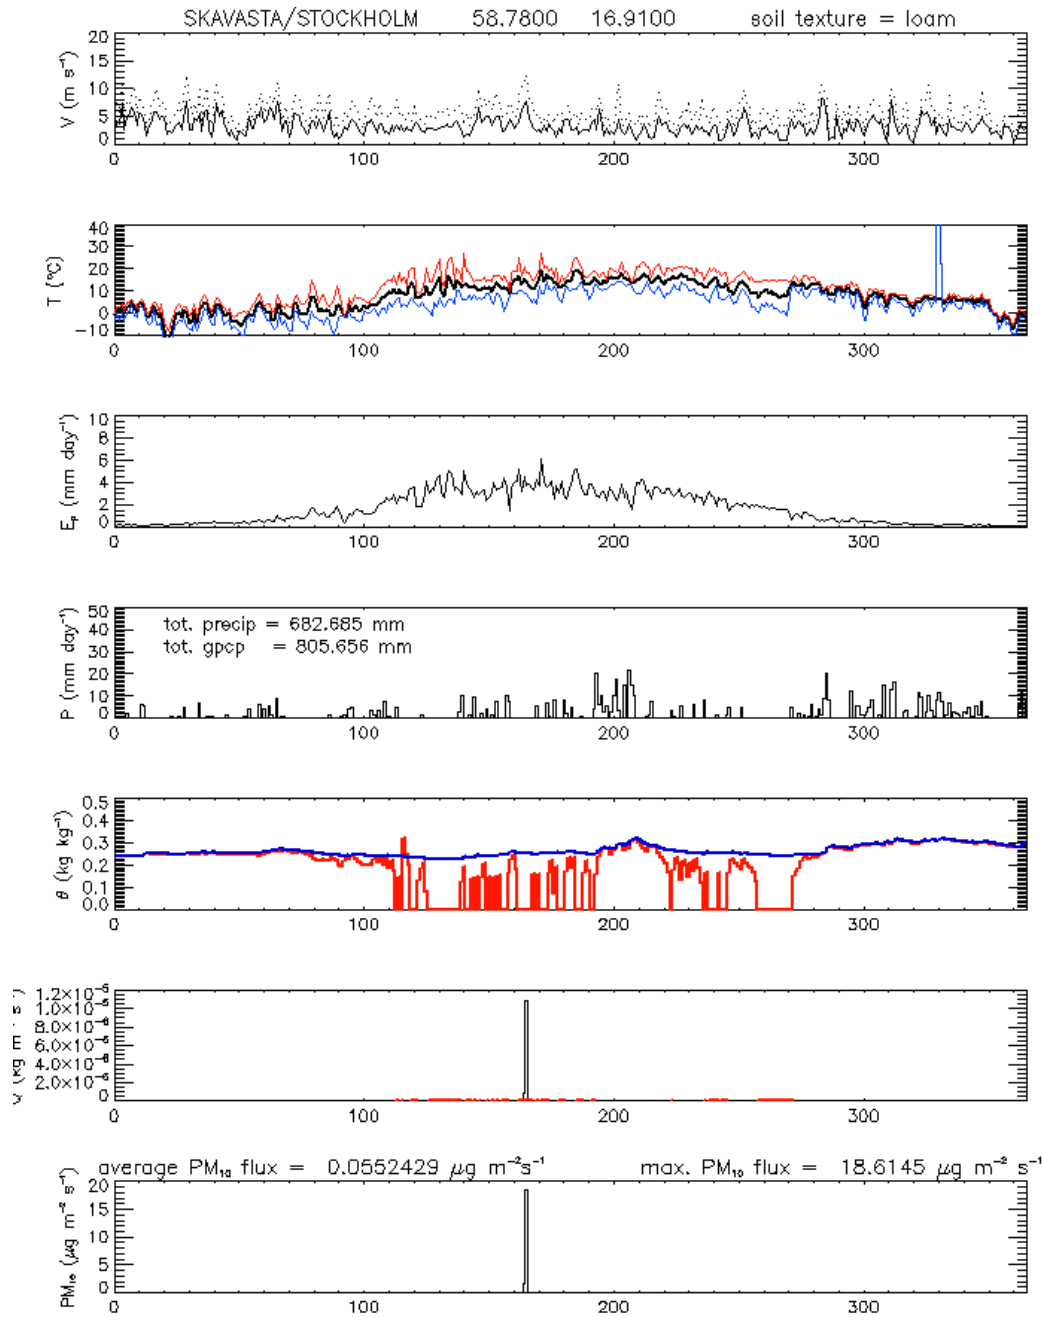 SKAVASTA/STOCKHOLM 58.7800 16.9100 soil texture = loam
V (m s⁻¹)
20
15
10
5
0
0 100 200 300
T (°C)
40
30
20
10
0
−10
0 100 200 300
Eₚ (mm day⁻¹)
10
8
6
4
2
0
0 100 200 300
P (mm day⁻¹)
50
40
30
20
10
0
tot. precip = 682.685 mm
tot. gpcp = 805.656 mm
0 100 200 300
θ (kg kg⁻¹)
0.5
0.4
0.3
0.2
0.1
0.0
0 100 200 300
(kg m⁻¹ s⁻¹)
1.2×10⁻⁵
1.0×10⁻⁵
8.0×10⁻⁶
6.0×10⁻⁶
4.0×10⁻⁶
2.0×10⁻⁶
0
0 100 200 300
average PM₁₀ flux = 0.0552429 μg m⁻²s⁻¹ max. PM₁₀ flux = 18.6145 μg m⁻² s⁻¹
PM₁₀ (μg m⁻² s⁻¹)
20
15
10
5
0
0 100 200 300